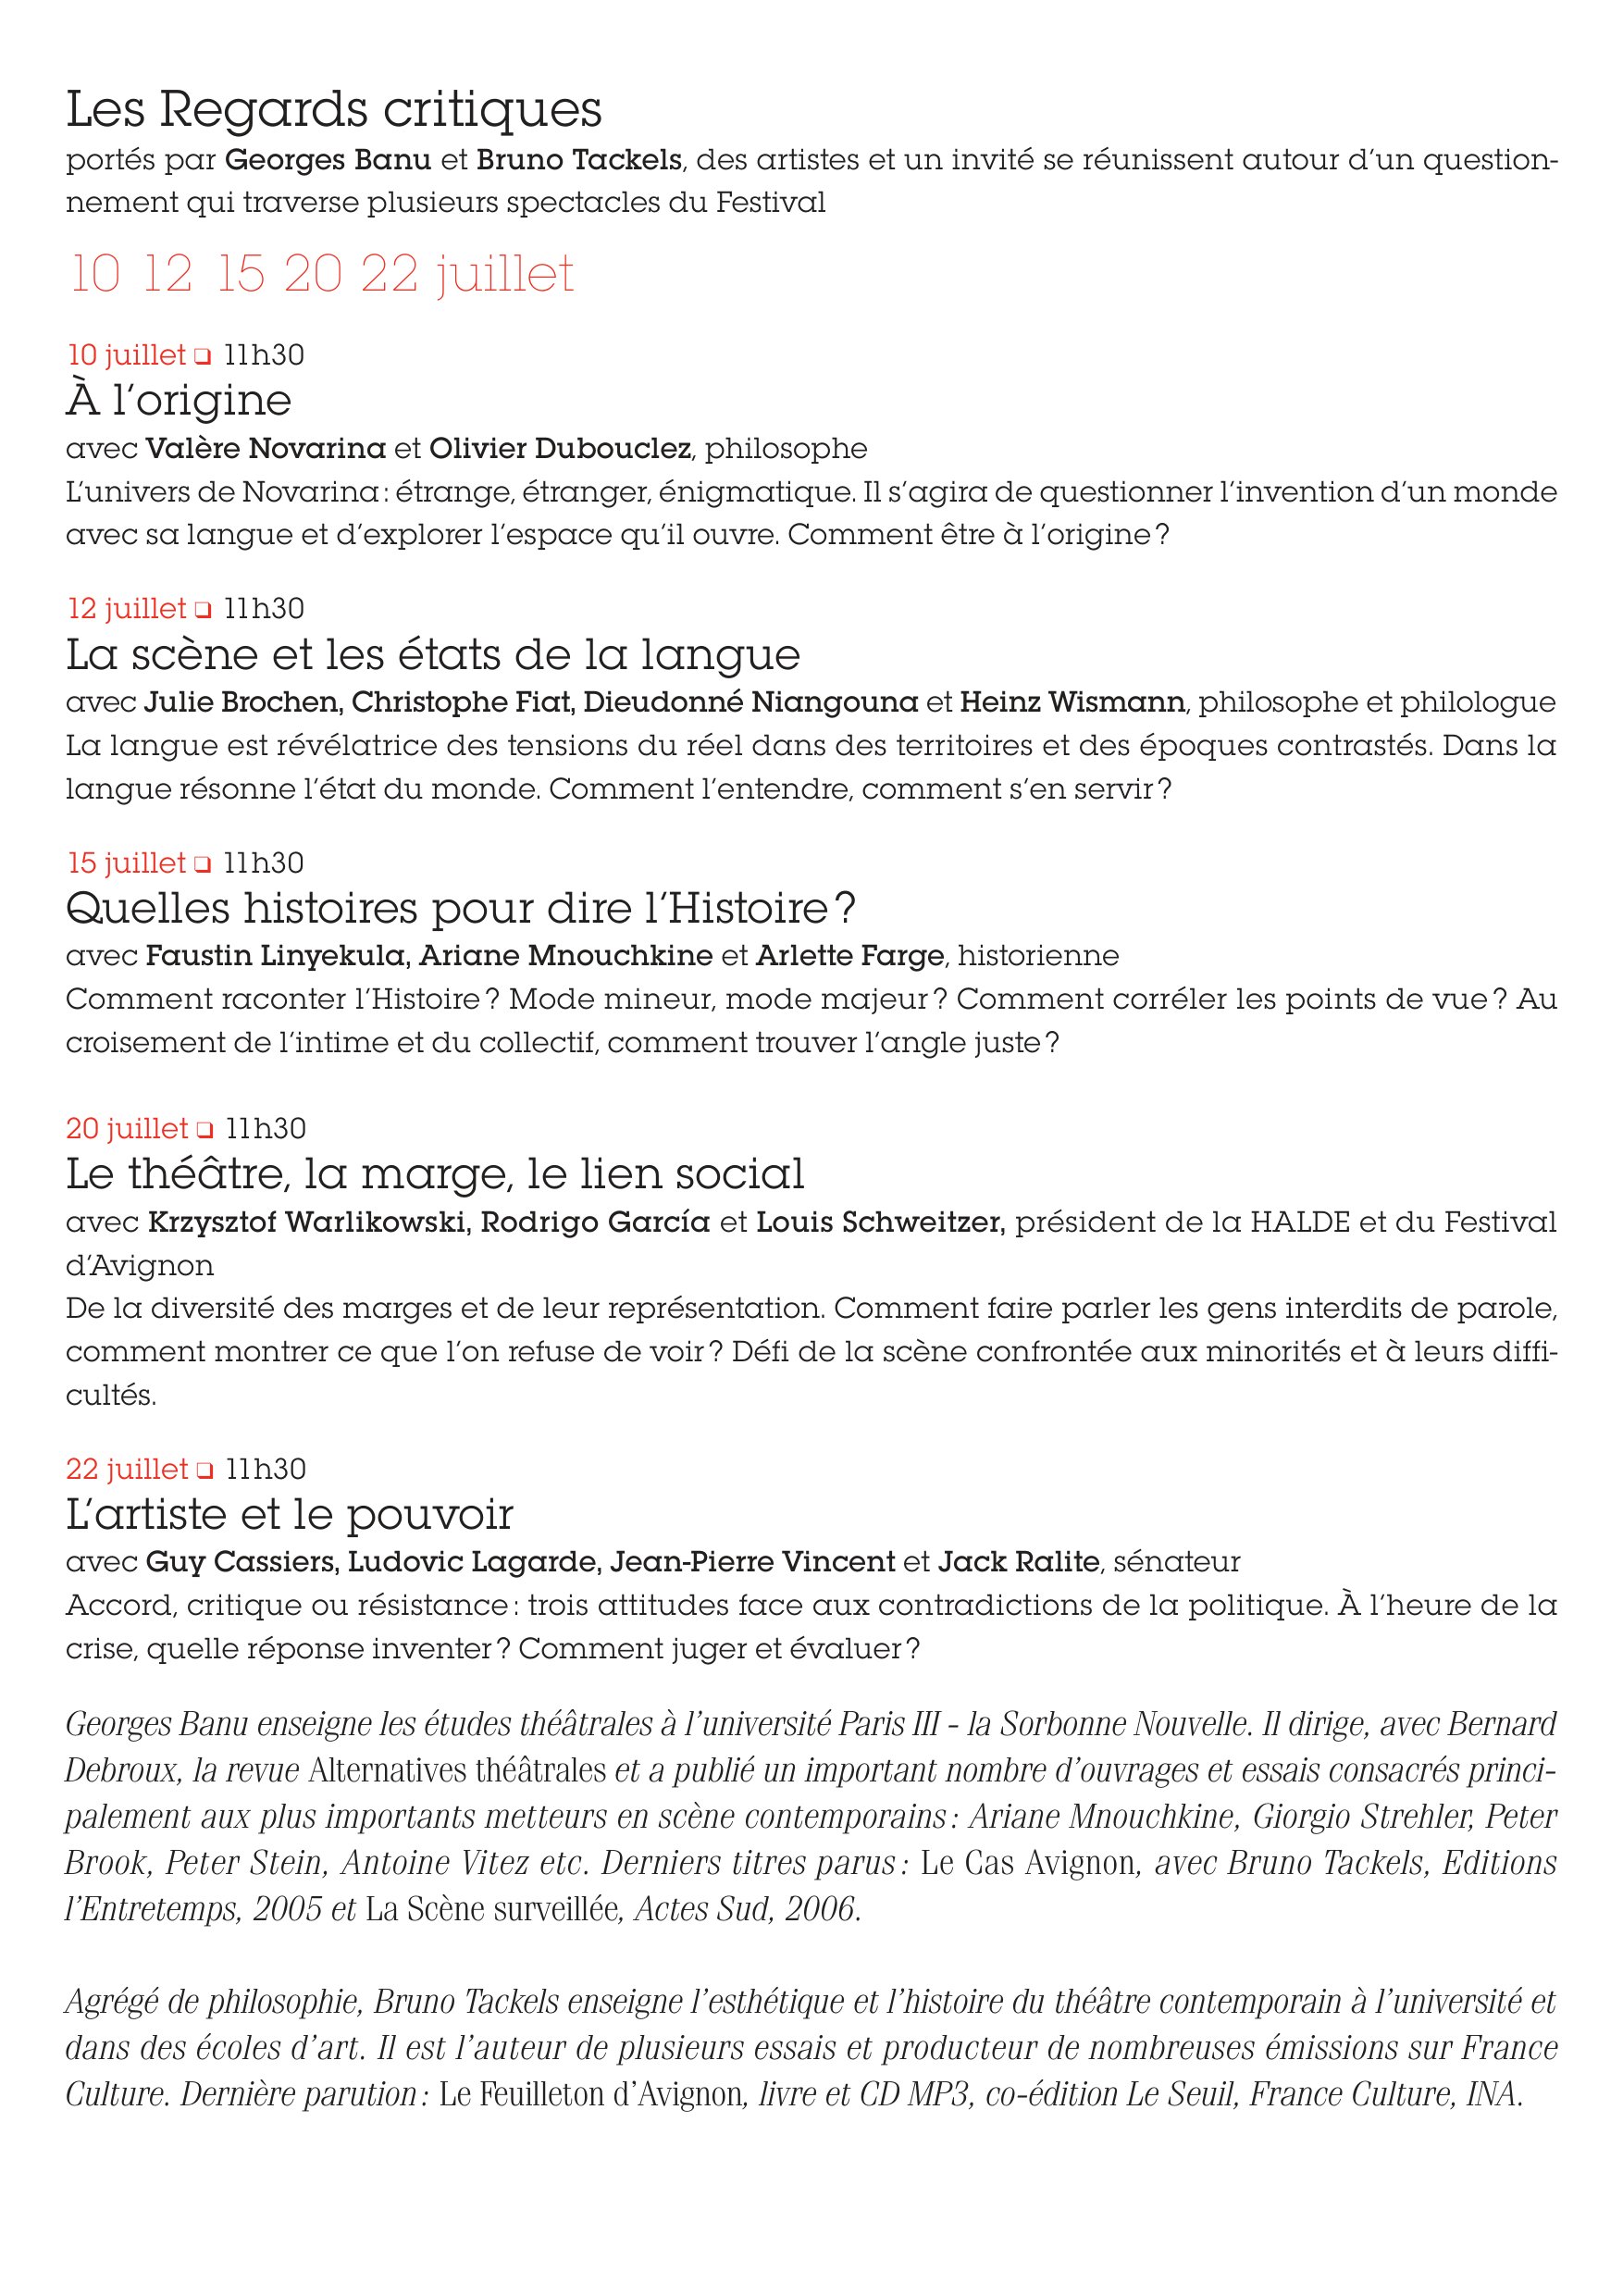 Les Regards critiques
portés par Georges Banu et Bruno Tackels, des artistes et un invité se réunissent autour d’un question-
nement qui traverse plusieurs spectacles du Festival
10 12 15 20 22 juillet
10 juillet ❑ 11h30
À l’origine
avec Valère Novarina et Olivier Dubouclez, philosophe
L’univers de Novarina : étrange, étranger, énigmatique. Il s’agira de questionner l’invention d’un monde
avec sa langue et d’explorer l’espace qu’il ouvre. Comment être à l’origine ?
12 juillet ❑ 11h30
La scène et les états de la langue
avec Julie Brochen, Christophe Fiat, Dieudonné Niangouna et Heinz Wismann, philosophe et philologue
La langue est révélatrice des tensions du réel dans des territoires et des époques contrastés. Dans la
langue résonne l’état du monde. Comment l’entendre, comment s’en servir ?
15 juillet ❑ 11h30
Quelles histoires pour dire l’Histoire ?
avec Faustin Linyekula, Ariane Mnouchkine et Arlette Farge, historienne
Comment raconter l’Histoire ? Mode mineur, mode majeur ? Comment corréler les points de vue ? Au
croisement de l’intime et du collectif, comment trouver l’angle juste ?
20 juillet ❑ 11h30
Le théâtre, la marge, le lien social
avec Krzysztof Warlikowski, Rodrigo García et Louis Schweitzer, président de la HALDE et du Festival
d’Avignon
De la diversité des marges et de leur représentation. Comment faire parler les gens interdits de parole,
comment montrer ce que l’on refuse de voir ? Défi de la scène confrontée aux minorités et à leurs diffi-
cultés.
22 juillet ❑ 11h30
L’artiste et le pouvoir
avec Guy Cassiers, Ludovic Lagarde, Jean-Pierre Vincent et Jack Ralite, sénateur
Accord, critique ou résistance : trois attitudes face aux contradictions de la politique. À l’heure de la
crise, quelle réponse inventer ? Comment juger et évaluer ?
Georges Banu enseigne les études théâtrales à l’université Paris III - la Sorbonne Nouvelle. Il dirige, avec Bernard
Debroux, la revue Alternatives théâtrales et a publié un important nombre d’ouvrages et essais consacrés princi-
palement aux plus importants metteurs en scène contemporains : Ariane Mnouchkine, Giorgio Strehler, Peter
Brook, Peter Stein, Antoine Vitez etc. Derniers titres parus : Le Cas Avignon, avec Bruno Tackels, Editions
l’Entretemps, 2005 et La Scène surveillée, Actes Sud, 2006.
Agrégé de philosophie, Bruno Tackels enseigne l’esthétique et l’histoire du théâtre contemporain à l’université et
dans des écoles d’art. Il est l’auteur de plusieurs essais et producteur de nombreuses émissions sur France
Culture. Dernière parution : Le Feuilleton d’Avignon, livre et CD MP3, co-édition Le Seuil, France Culture, INA.